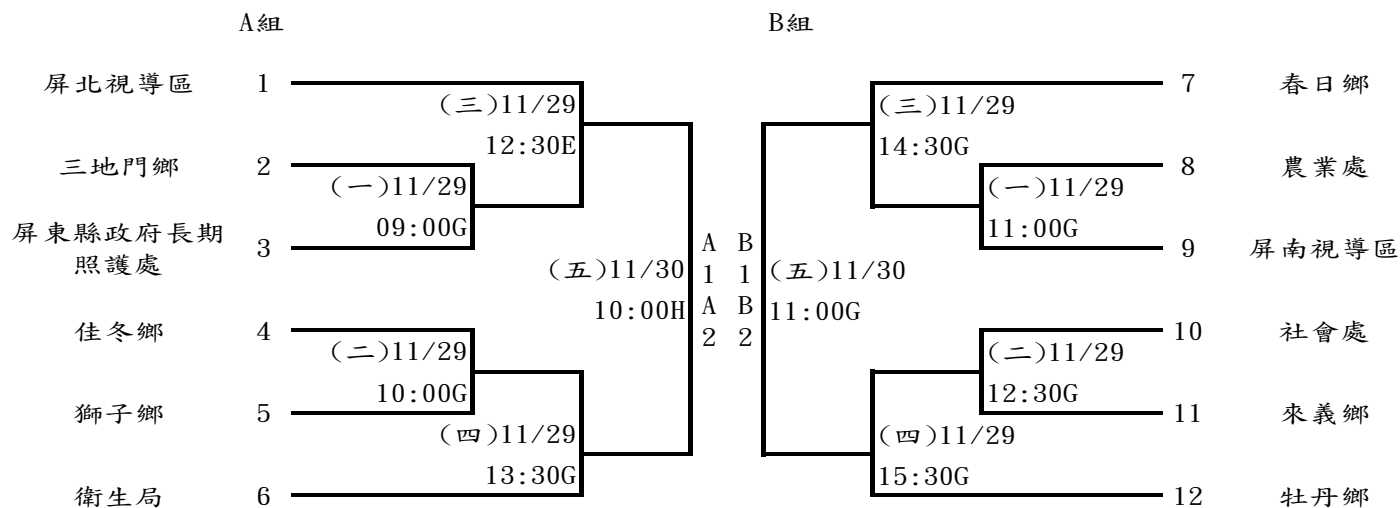 A組
B組
屏北視導區 1
(三)11/29
12:30E
三地門鄉 2
(一)11/29
09:00G
屏東縣政府長期
照護處
3
(五)11/30
10:00H
佳冬鄉 4
(二)11/29
10:00G
獅子鄉 5
(四)11/29
13:30G
衛生局 6
A1A2
B1B2
7 春日鄉
(三)11/29
14:30G
8 農業處
(一)11/29
11:00G
9 屏南視導區
(五)11/30
11:00G
10 社會處
(二)11/29
12:30G
11 來義鄉
(四)11/29
15:30G
12 牡丹鄉